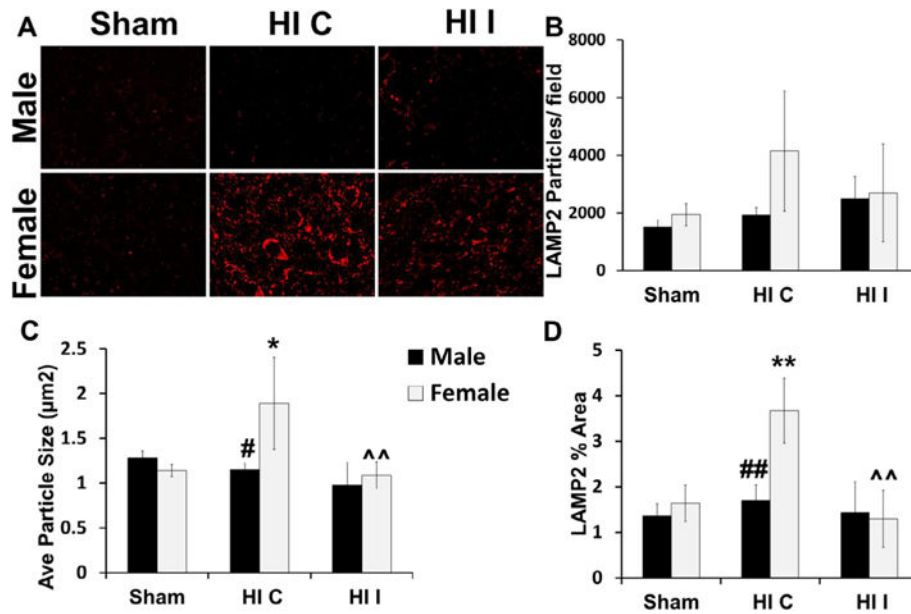 A
Sham
HI C
HI I
Male
Female
B
LAMP2 Particles/ field
8000
6000
4000
2000
0
Sham
HI C
HI I
C
Ave Particle Size (µm2)
2.5
2
1.5
1
0.5
0
*
#
^^
Sham
HI C
HI I
Male
Female
D
LAMP2 % Area
5
4
3
2
1
0
**
##
^^
Sham
HI C
HI I